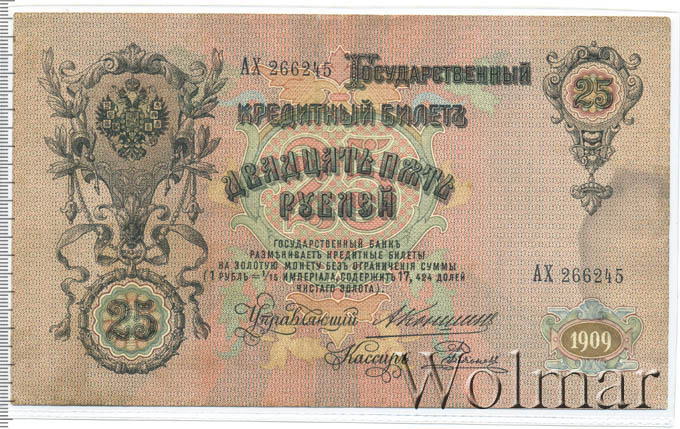 АХ 266245
Государственный
кредитный билетъ
25
25
двадцать пять
рублей
Государственный банкъ
размѣниваетъ кредитные билеты
на золотую монету безъ ограниченія суммы
(1 рубль = 1/15 имперіала, содержитъ 17,424 долей
чистаго золота).
АХ 266245
25
Управляющій
Кассиръ
1909
Wolmar